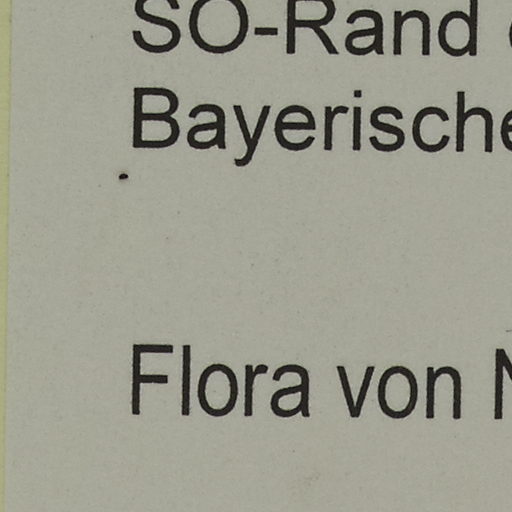 SO-Rand
Bayerische
Flora von